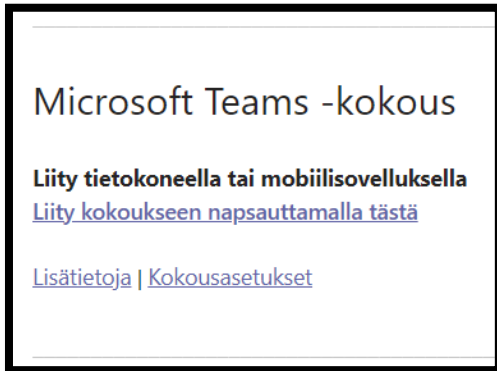 Microsoft Teams -kokous
Liity tietokoneella tai mobiilisovelluksella
Liity kokoukseen napsauttamalla tästä
Lisätietoja | Kokousasetukset